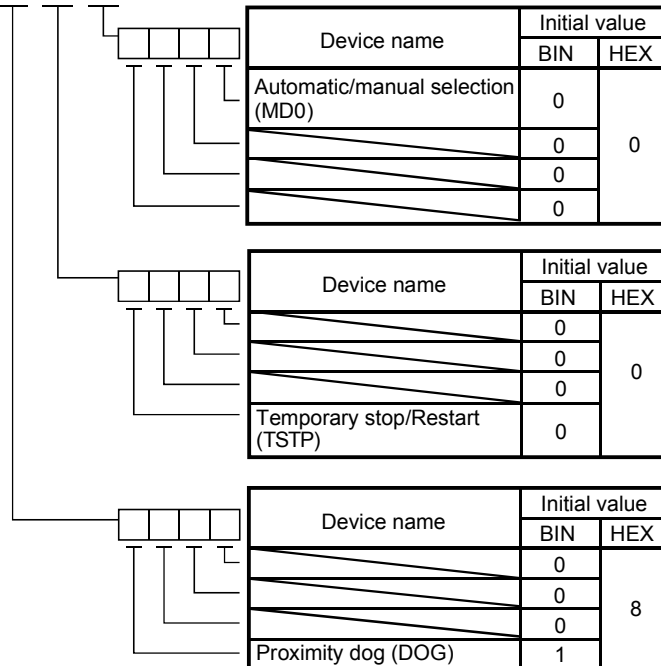 Device name Initial value
BIN HEX
Automatic/manual selection
(MD0) 0 0
0
0
0
Device name Initial value
BIN HEX
0 0
0
0
Temporary stop/Restart
(TSTP) 0
Device name Initial value
BIN HEX
0 8
0
0
Proximity dog (DOG) 1